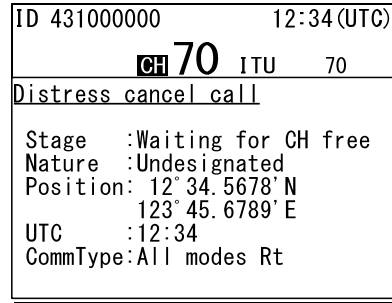 ID 431000000 12:34(UTC)
CH 70 ITU 70
Distress cancel call
Stage :Waiting for CH free
Nature :Undesignated
Position: 12°34.5678'N
123°45.6789'E
UTC :12:34
CommType:All modes Rt